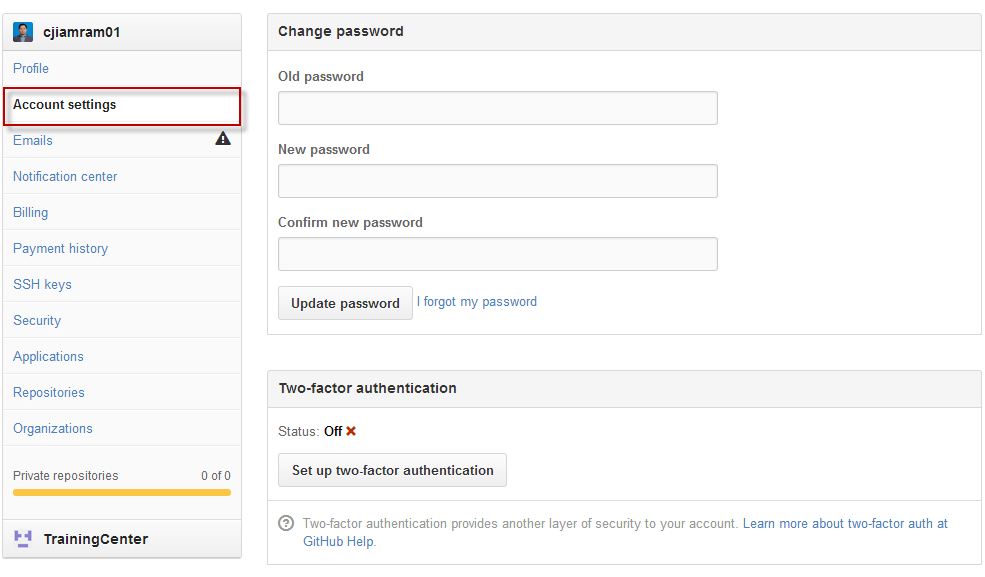 cjiamram01
Profile
Account settings
Emails
Notification center
Billing
Payment history
SSH keys
Security
Applications
Repositories
Organizations
Private repositories 0 of 0
TrainingCenter
Change password
Old password
New password
Confirm new password
Update password I forgot my password
Two-factor authentication
Status: Off
Set up two-factor authentication
Two-factor authentication provides another layer of security to your account. Learn more about two-factor auth at
GitHub Help.